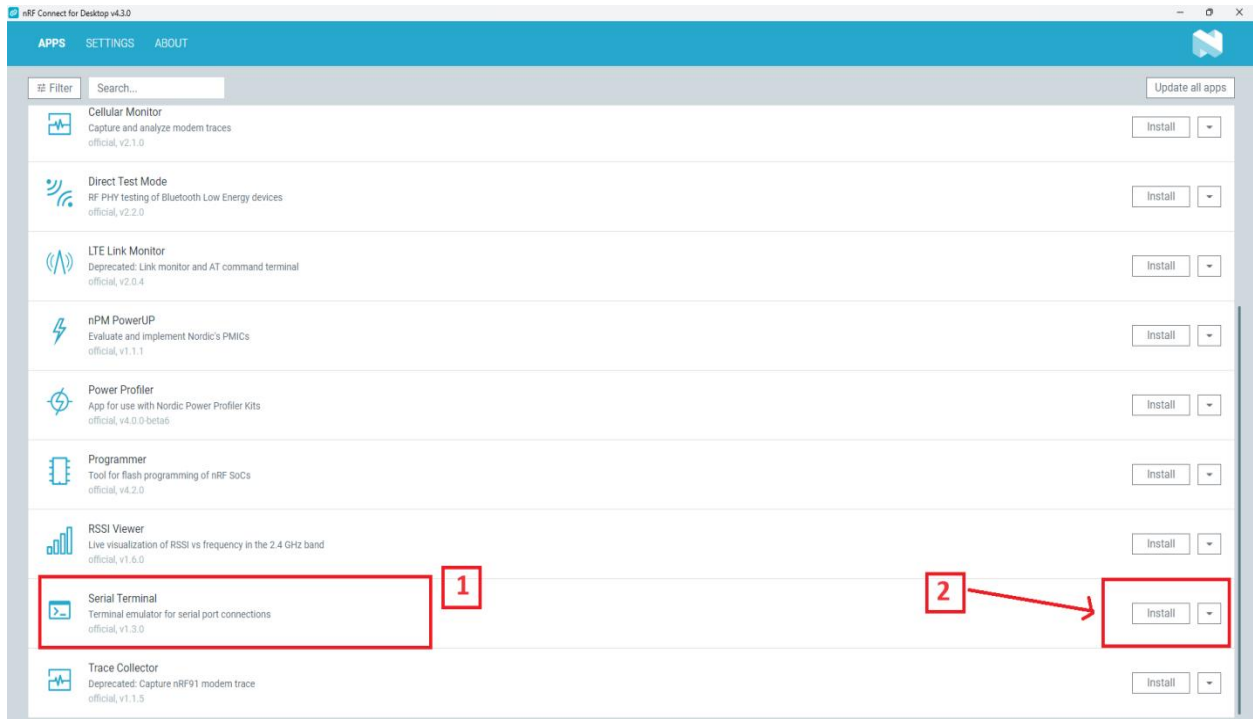 nRF Connect for Desktop v4.3.0
APPS SETTINGS ABOUT
Filter Search... Update all apps
Cellular Monitor
Capture and analyze modem traces
official, v2.1.0
Install
Direct Test Mode
RF PHY testing of Bluetooth Low Energy devices
official, v2.2.0
Install
LTE Link Monitor
Deprecated: Link monitor and AT command terminal
official, v2.0.4
Install
nPM PowerUP
Evaluate and implement Nordic's PMICs
official, v1.1.1
Install
Power Profiler
App for use with Nordic Power Profiler Kits
official, v4.0.0-beta6
Install
Programmer
Tool for flash programming of nRF SoCs
official, v4.2.0
Install
RSSI Viewer
Live visualization of RSSI vs frequency in the 2.4 GHz band
official, v1.6.0
Install
1
2
Serial Terminal
Terminal emulator for serial port connections
official, v1.3.0
Install
Trace Collector
Deprecated: Capture nRF91 modem trace
official, v1.1.5
Install